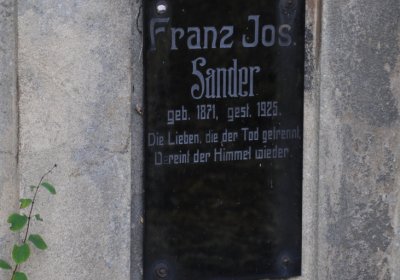 Franz Jos.
Sander
geb. 1871, gest. 1925.
Die Lieben, die der Tod getrennt,
Vereint der Himmel wieder.